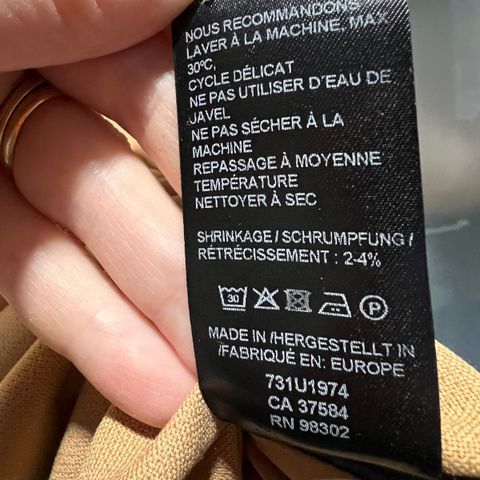 NOUS RECOMMANDONS
LAVER À LA MACHINE, MAX
30ºC,
CYCLE DÉLICAT
NE PAS UTILISER D´EAU DE
JAVEL
NE PAS SÉCHER À LA
MACHINE
REPASSAGE À MOYENNE
TEMPÉRATURE
NETTOYER À SEC
SHRINKAGE / SCHRUMPFUNG /
RÉTRÉCISSEMENT : 2-4%
30 P
MADE IN /HERGESTELLT IN
/FABRIQUÉ EN: EUROPE
731U1974
CA 37584
RN 98302